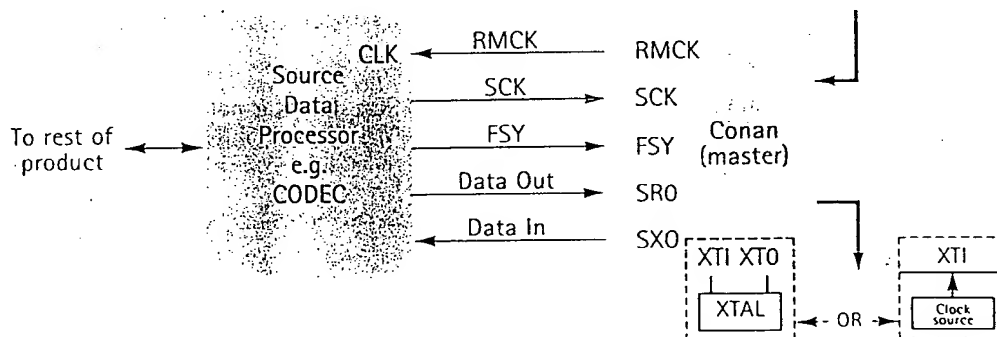 To rest of
product
CLK
Source
Data
Processor
e.g.
CODEC
RMCK
SCK
FSY
Data Out
Data In
RMCK
SCK
FSY
SR0
SX0
Conan
(master)
XTI XTO
XTAL
- OR -
XTI
Clock
source